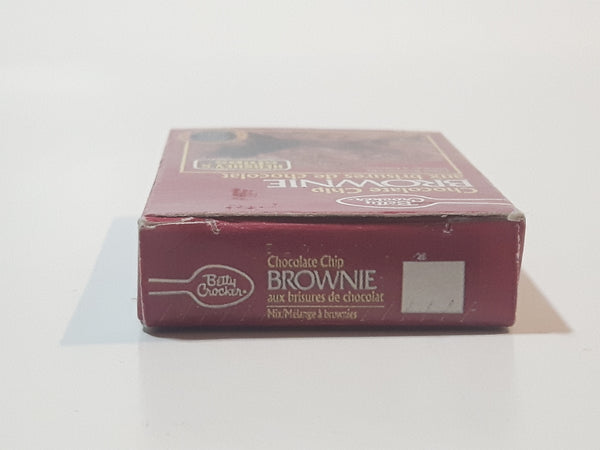 HERSHEY'S
aux brisures de chocolat
BROWNIE
Chocolate Chip
Betty
Crocker
Chocolate Chip
BROWNIE
aux brisures de chocolat
Mix/Mélange à brownies